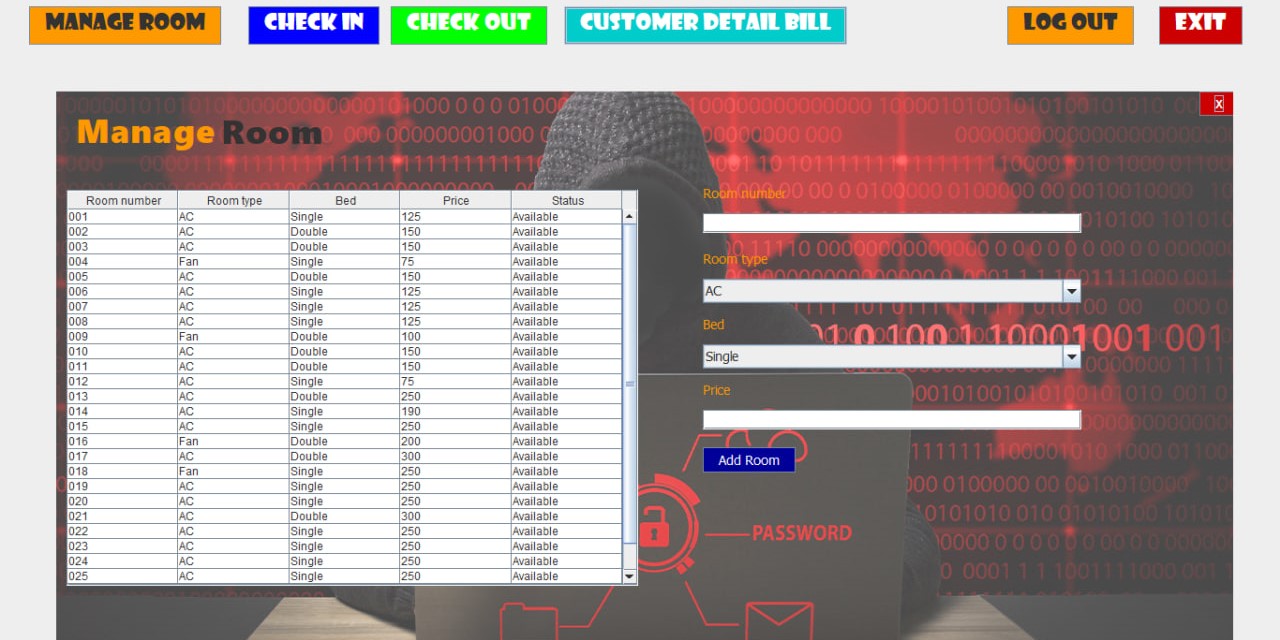 MANAGE ROOM CHECK IN CHECK OUT CUSTOMER DETAIL BILL LOG OUT EXIT
X
Manage Room
Room number Room type Bed Price Status
001 AC Single 125 Available
002 AC Double 150 Available
003 AC Double 150 Available
004 Fan Single 75 Available
005 AC Double 150 Available
006 AC Single 125 Available
007 AC Single 125 Available
008 AC Single 125 Available
009 Fan Double 100 Available
010 AC Double 150 Available
011 AC Double 150 Available
012 AC Single 75 Available
013 AC Double 250 Available
014 AC Single 190 Available
015 AC Single 250 Available
016 Fan Double 200 Available
017 AC Double 300 Available
018 Fan Single 250 Available
019 AC Single 250 Available
020 AC Single 250 Available
021 AC Double 300 Available
022 AC Single 250 Available
023 AC Single 250 Available
024 AC Single 250 Available
025 AC Single 250 Available
Room number
Room type
AC
Bed
Single
Price
Add Room
PASSWORD